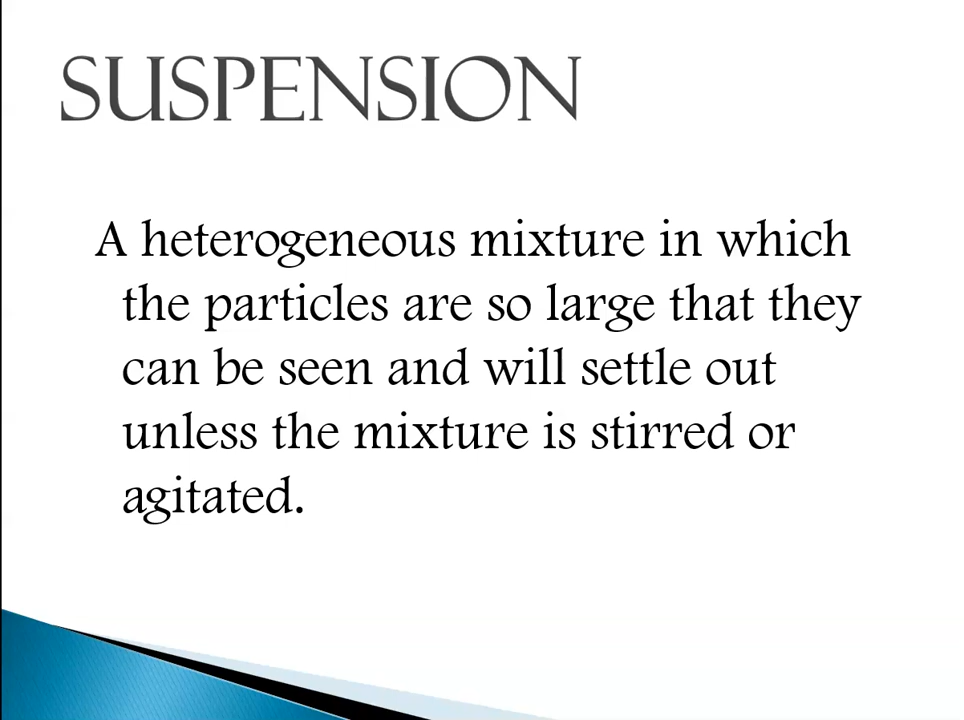 SUSPENSION
A heterogeneous mixture in which
the particles are so large that they
can be seen and will settle out
unless the mixture is stirred or
agitated.